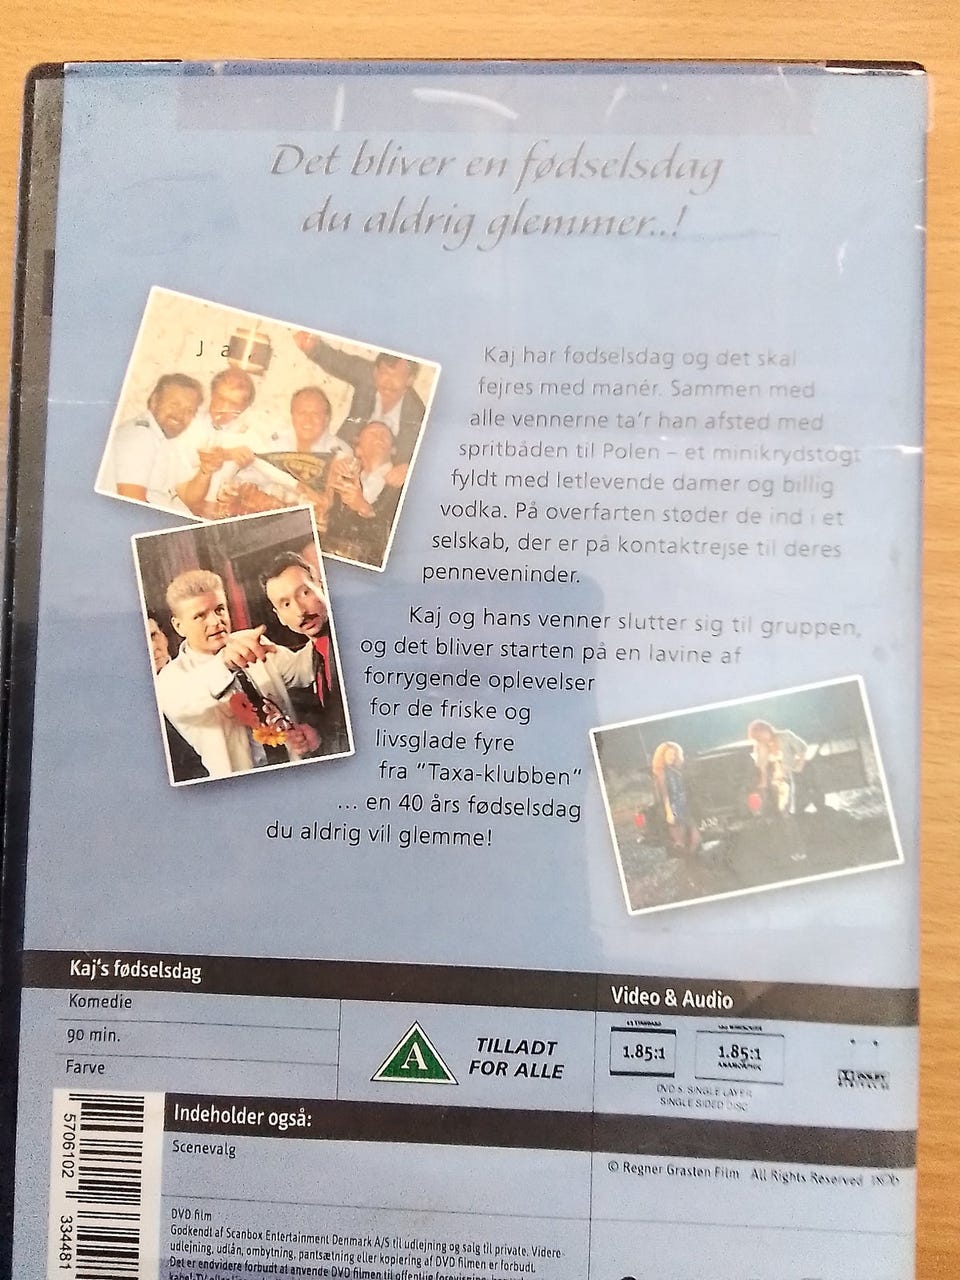 Det bliver en fødselsdag
du aldrig glemmer..!
Ja
Kaj har fødselsdag og det skal
fejres med manér. Sammen med
alle vennerne ta'r han afsted med
spritbåden til Polen – et minikrydstogt
fyldt med letlevende damer og billig
vodka. På overfarten støder de ind i et
selskab, der er på kontaktrejse til deres
penneveninder.
Kaj og hans venner slutter sig til gruppen,
og det bliver starten på en lavine af
forrygende oplevelser
for de friske og
livsglade fyre
fra "Taxa-klubben"
... en 40 års fødselsdag
du aldrig vil glemme!
Kaj's fødselsdag
Komedie
90 min.
Farve
A
TILLADT
FOR ALLE
Video & Audio
1.85:1
1.85:1
ANAMORPHIC
DVD 5: SINGLE LAYER
SINGLE SIDED DISC
DOLBY
Indeholder også:
Scenevalg
© Regner Grasten Film All Rights Reserved
5706102 334481
DVD film
Godkendt af Scanbox Entertainment Denmark A/S til udlejning og salg til private. Videre-
udlejning, udlån, ombytning, pantsætning eller kopiering af DVD filmen er forbudt.
Det er endvidere forbudt at anvende DVD filmen til offentlig forevisning,